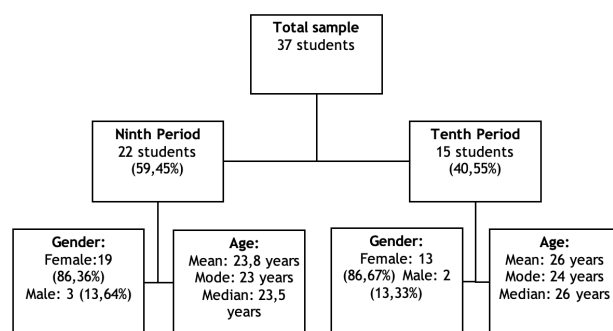 Total sample
37 students
Ninth Period
22 students
(59,45%)
Tenth Period
15 students
(40,55%)
Gender:
Female:19
(86,36%)
Male: 3 (13,64%)
Age:
Mean: 23,8 years
Mode: 23 years
Median: 23,5
years
Gender:
Female: 13
(86,67%) Male: 2
(13,33%)
Age:
Mean: 26 years
Mode: 24 years
Median: 26 years